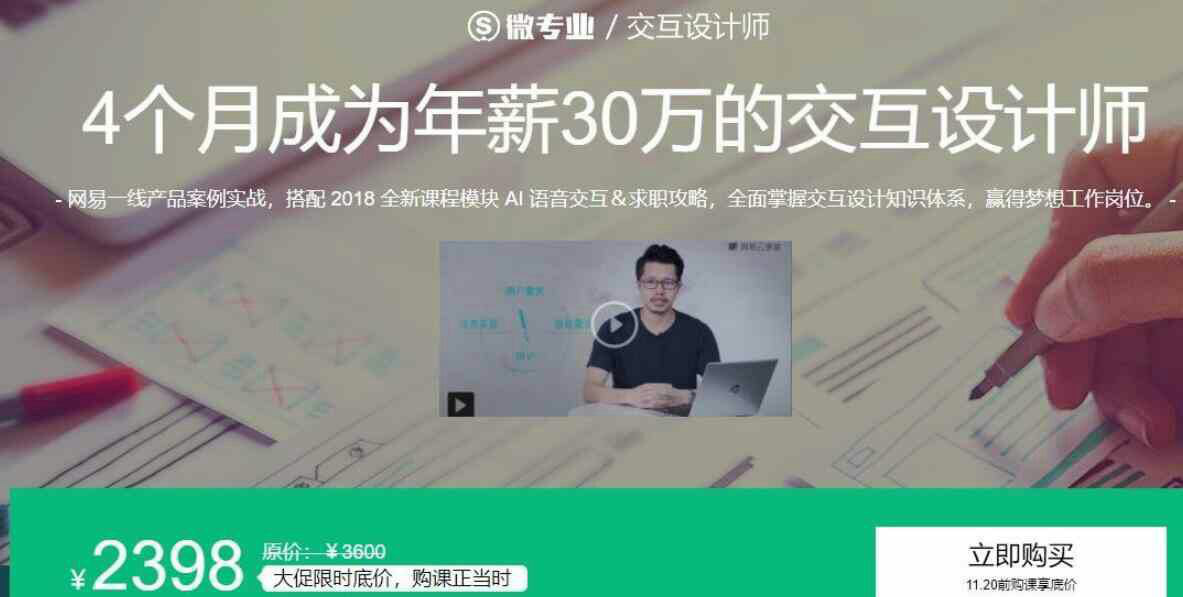 微专业 / 交互设计师
4个月成为年薪30万的交互设计师
- 网易一线产品案例实战，搭配 2018 全新课程模块 AI 语音交互＆求职攻略，全面掌握交互设计知识体系，赢得梦想工作岗位。 -
网易云课堂
用户
¥2398
原价：¥3600
大促限时底价，购课正当时
立即购买
11.20前购课享底价